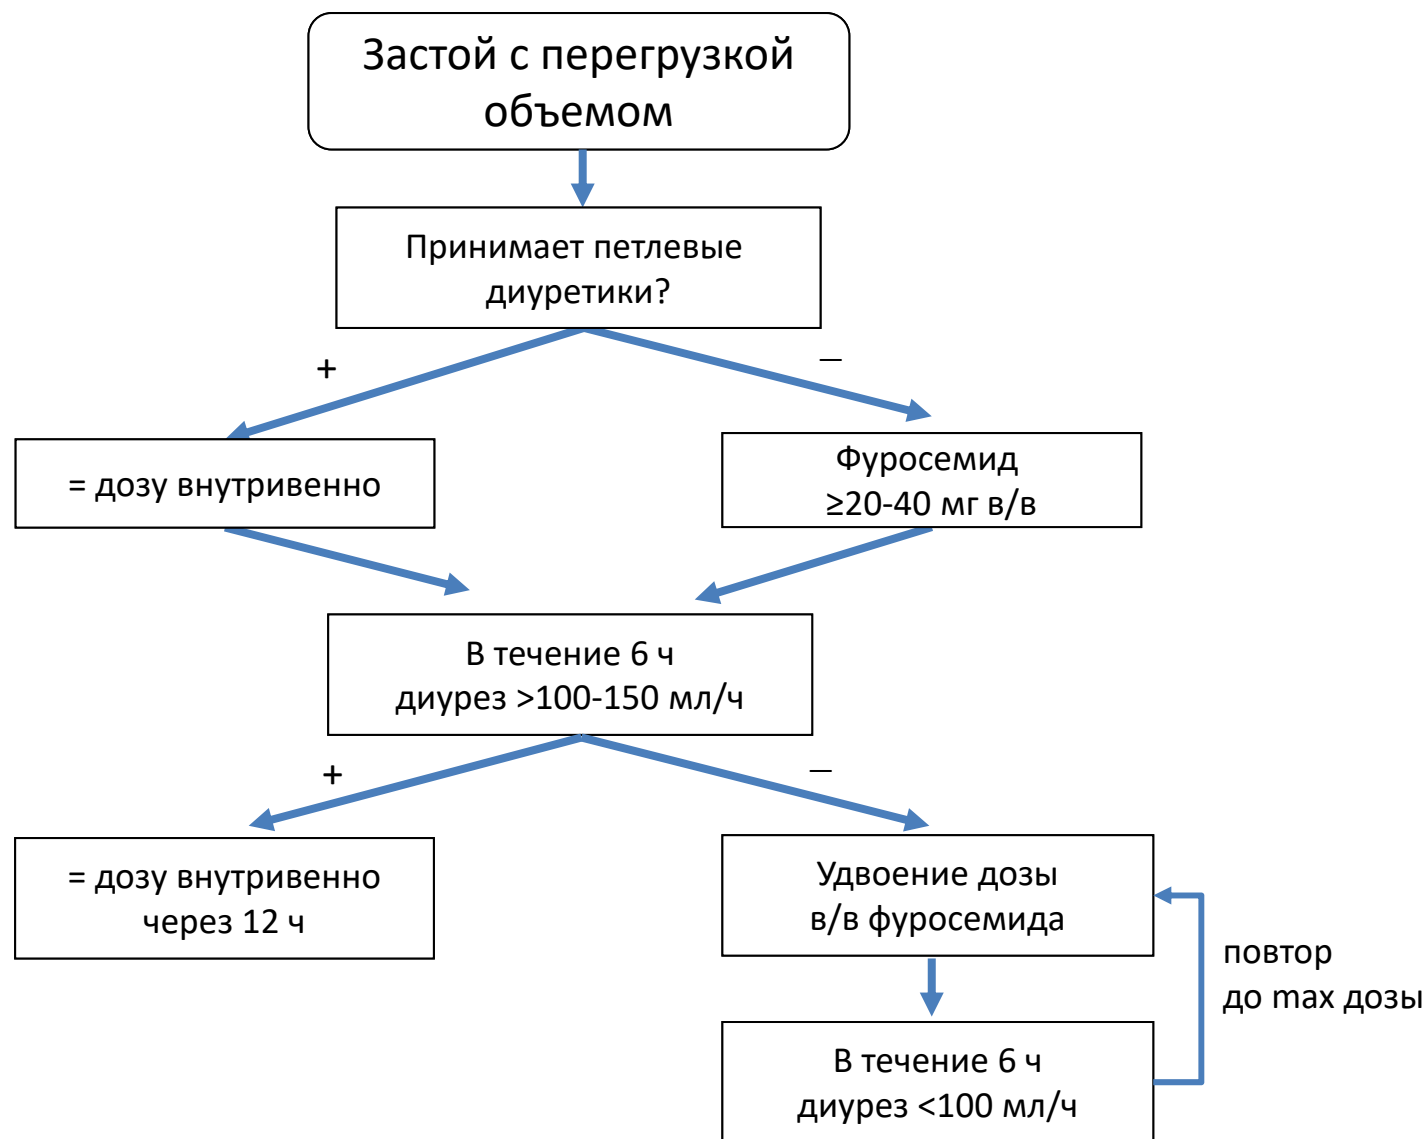 Застой с перегрузкой
объемом
Принимает петлевые
диуретики?
+
–
= дозу внутривенно
Фуросемид
≥20-40 мг в/в
В течение 6 ч
диурез >100-150 мл/ч
+
–
= дозу внутривенно
через 12 ч
Удвоение дозы
в/в фуросемида
повтор
до max дозы
В течение 6 ч
диурез <100 мл/ч